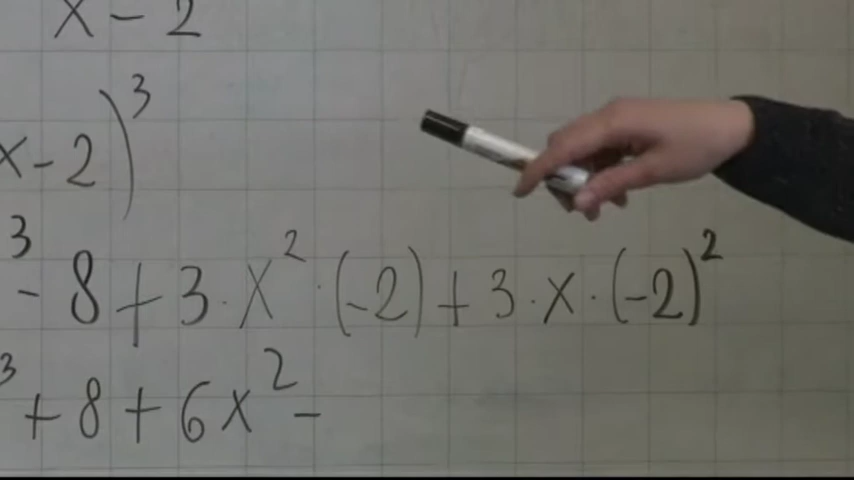 x - 2
x - 2)³
³ - 8 + 3 · x² · (-2) + 3 · x · (-2)²
³ + 8 + 6x² -